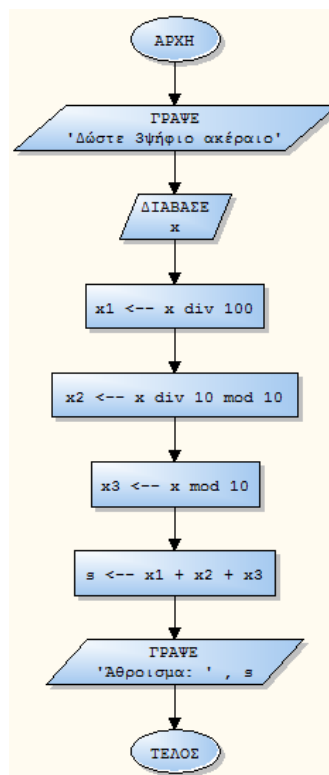 ΑΡΧΗ
ΓΡΑΨΕ
'Δώστε 3ψήφιο ακέραιο'
ΔΙΑΒΑΣΕ
x
x1 <-- x div 100
x2 <-- x div 10 mod 10
x3 <-- x mod 10
s <-- x1 + x2 + x3
ΓΡΑΨΕ
'Άθροισμα: ' , s
ΤΕΛΟΣ